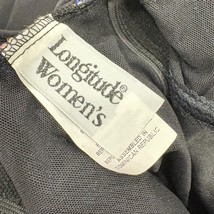 Longitude®
Women's
ASSEMBLED IN
DOMINICAN REPUBLIC